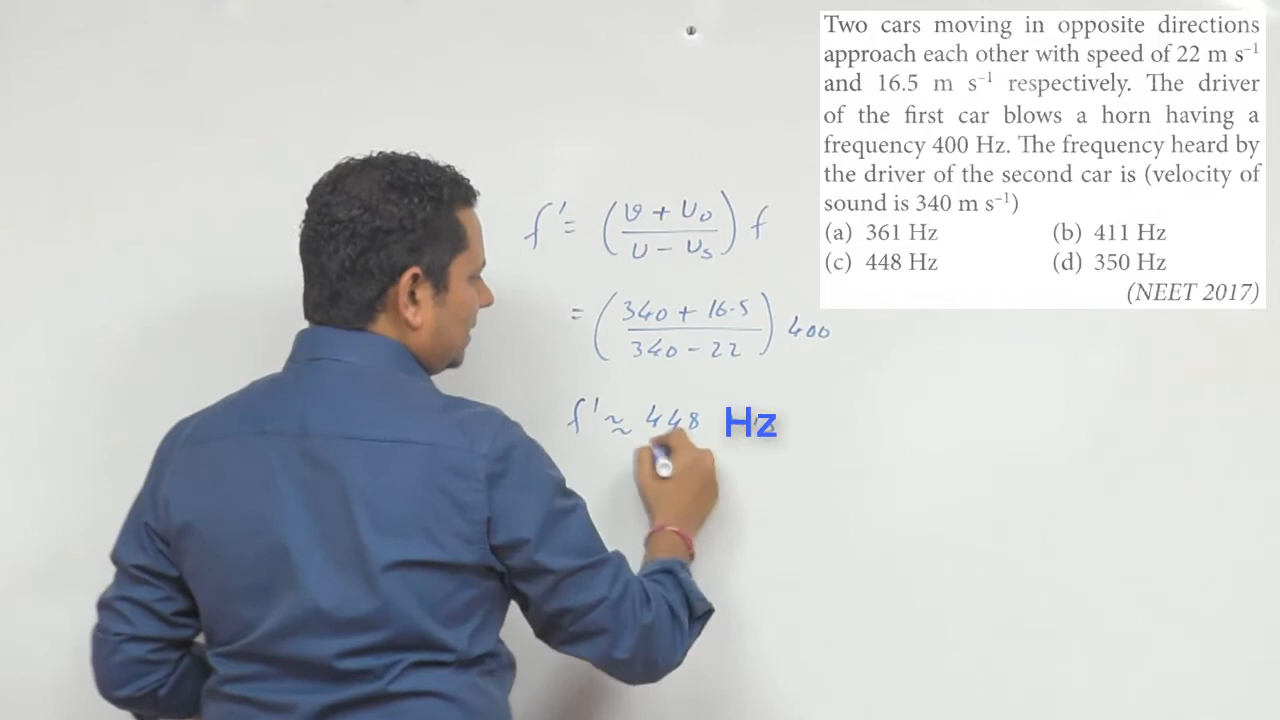 Two cars moving in opposite directions
approach each other with speed of 22 m s⁻¹
and 16.5 m s⁻¹ respectively. The driver
of the first car blows a horn having a
frequency 400 Hz. The frequency heard by
the driver of the second car is (velocity of
sound is 340 m s⁻¹)
(a) 361 Hz (b) 411 Hz
(c) 448 Hz (d) 350 Hz
(NEET 2017)
f' = (v + v₀ / v - vₛ) f
= (340 + 16.5 / 340 - 22) 400
f' ≈ 448 Hz